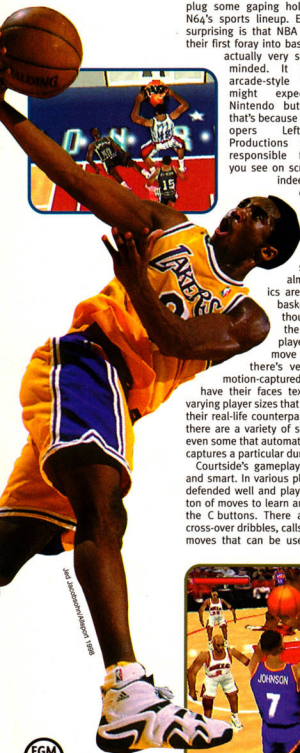 plug some gaping hol
N64's sports lineup. E
surprising is that NBA
their first foray into bas
actually very s
minded. It
arcade-style
might expe
Nintendo but
that's because
opers Left
Productions
responsible
you see on scr
indee
alm
ics are
bask
thou
the
playe
move
there's ve
motion-captured
have their faces tex
varying player sizes that
their real-life counterpa
there are a variety of s
even some that automat
captures a particular dur
Courtside's gameplay
and smart. In various pl
defended well and play
ton of moves to learn a
the C buttons. There a
cross-over dribbles, calls
moves that can be use
SPALDING
15
LAKERS
Jed Jacobsohn/Allsport 1998
JOHNSON
7
EGM